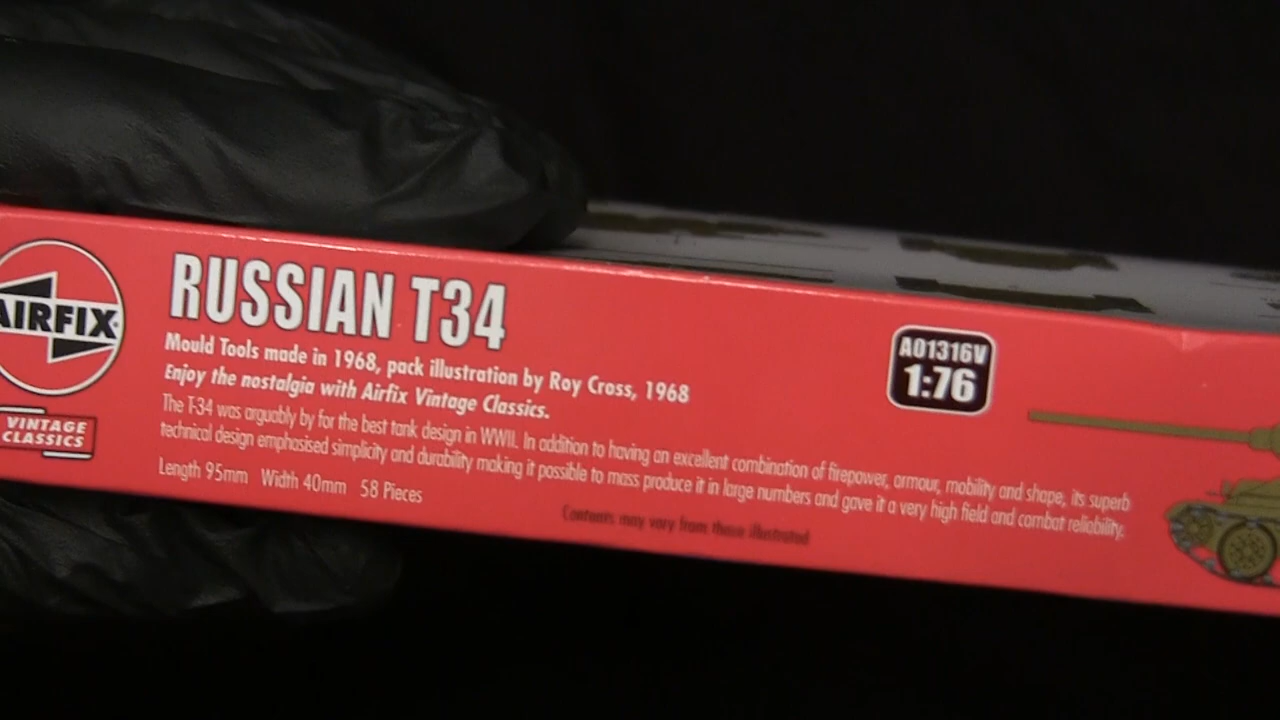 AIRFIX
VINTAGE
CLASSICS
RUSSIAN T34
Mould Tools made in 1968, pack illustration by Roy Cross, 1968
Enjoy the nostalgia with Airfix Vintage Classics.
The T-34 was arguably by for the best tank design in WWII. In addition to having an excellent combination of firepower, armour, mobility and shape, its superb
technical design emphasised simplicity and durability making it possible to mass produce it in large numbers and gave it a very high field and combat reliability.
Length 95mm Width 40mm 58 Pieces
Contents may vary from those illustrated
A01316V
1:76